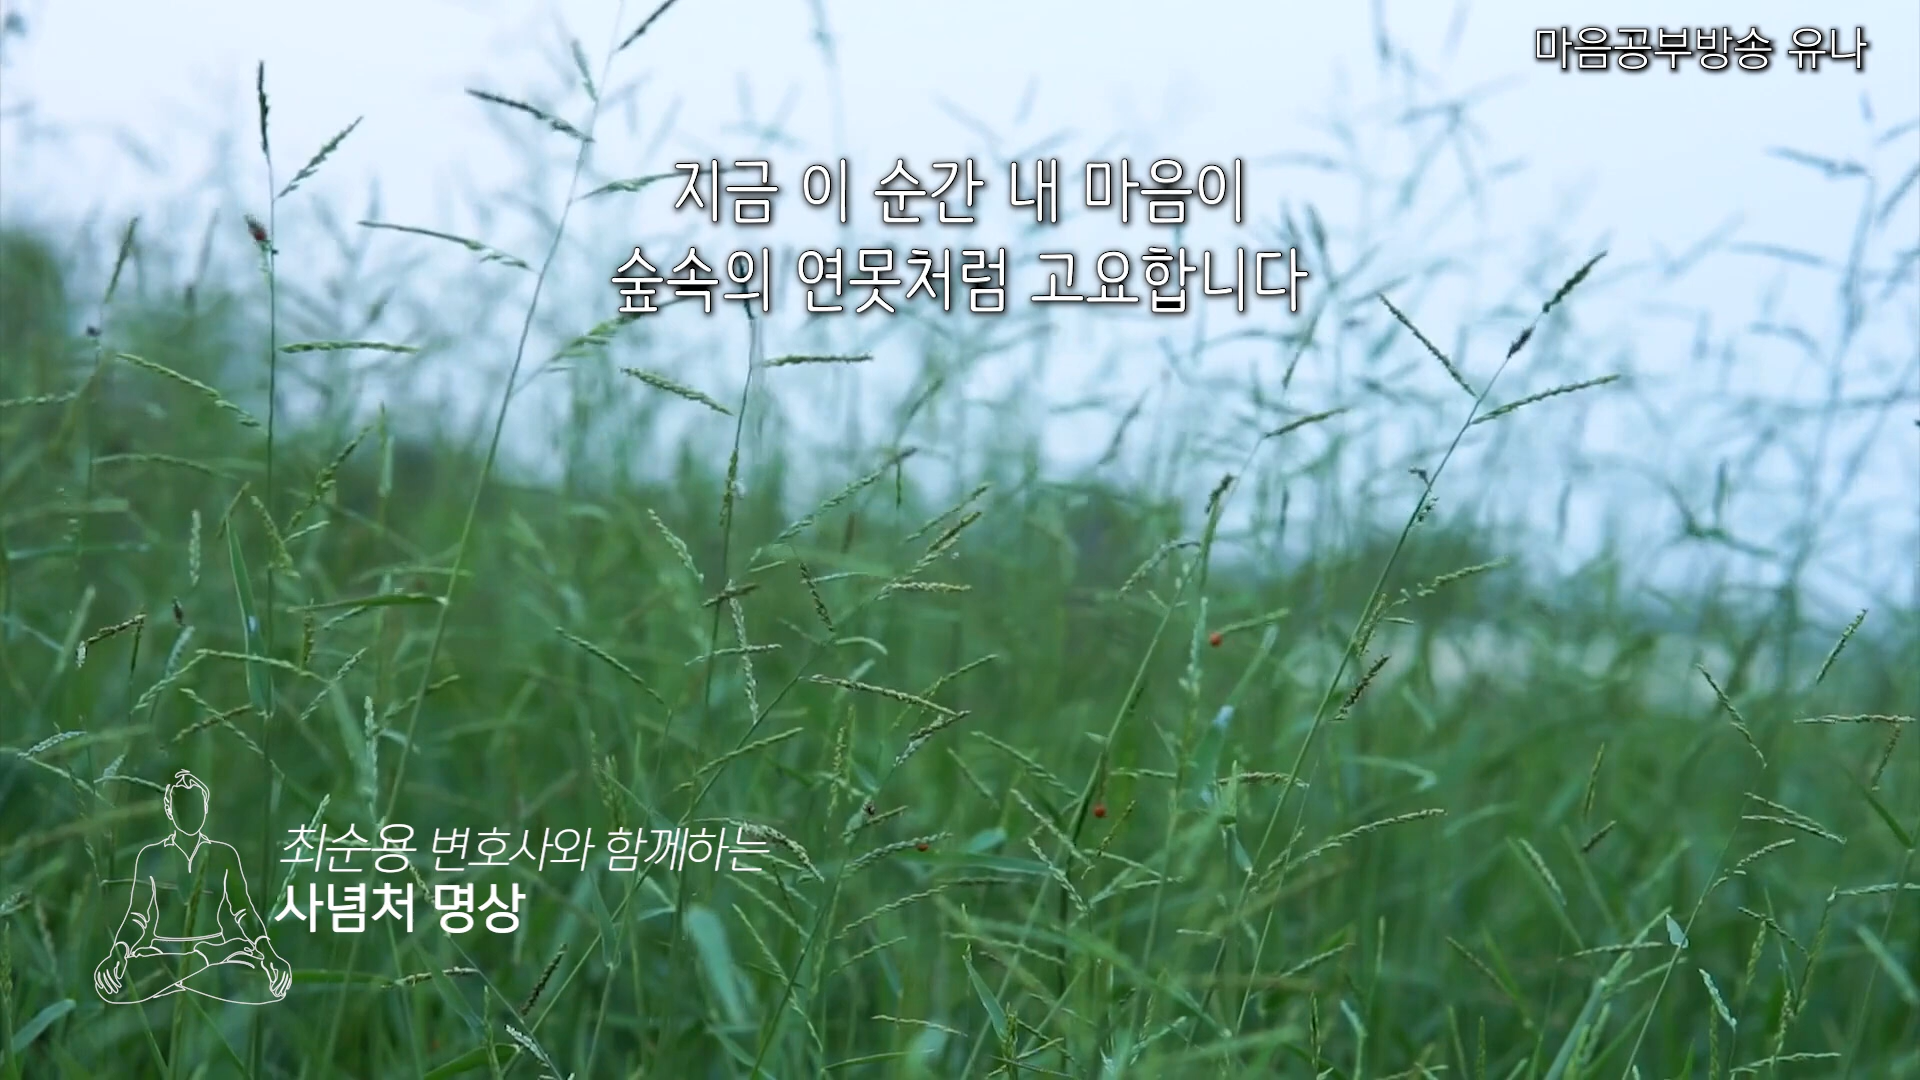 마음공부방송 유나
지금 이 순간 내 마음이
숲속의 연못처럼 고요합니다
최순용 변호사와 함께하는
사념처 명상